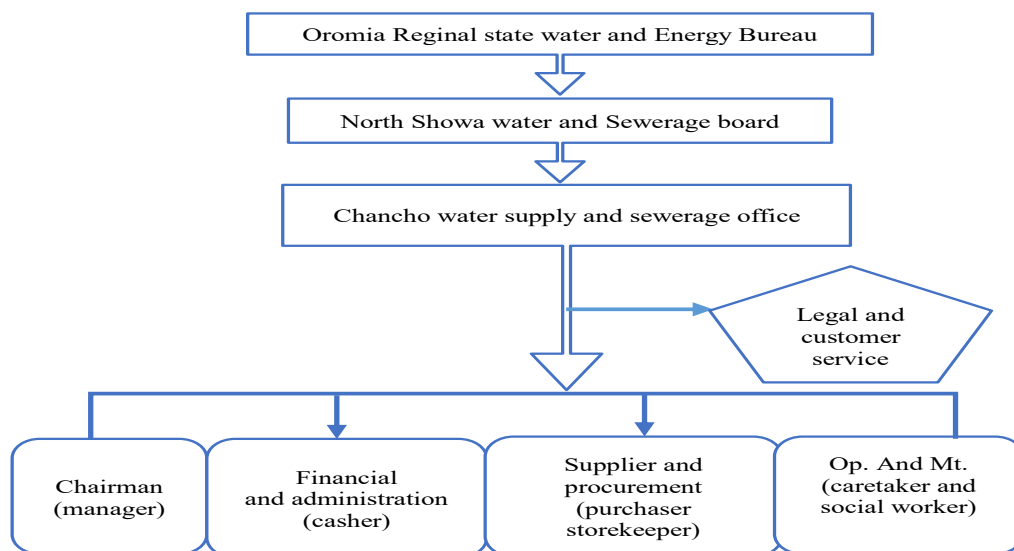 Oromia Reginal state water and Energy Bureau
North Showa water and Sewerage board
Chancho water supply and sewerage office
Legal and
customer
service
Chairman
(manager)
Financial
and administration
(casher)
Supplier and
procurement
(purchaser
storekeeper)
Op. And Mt.
(caretaker and
social worker)